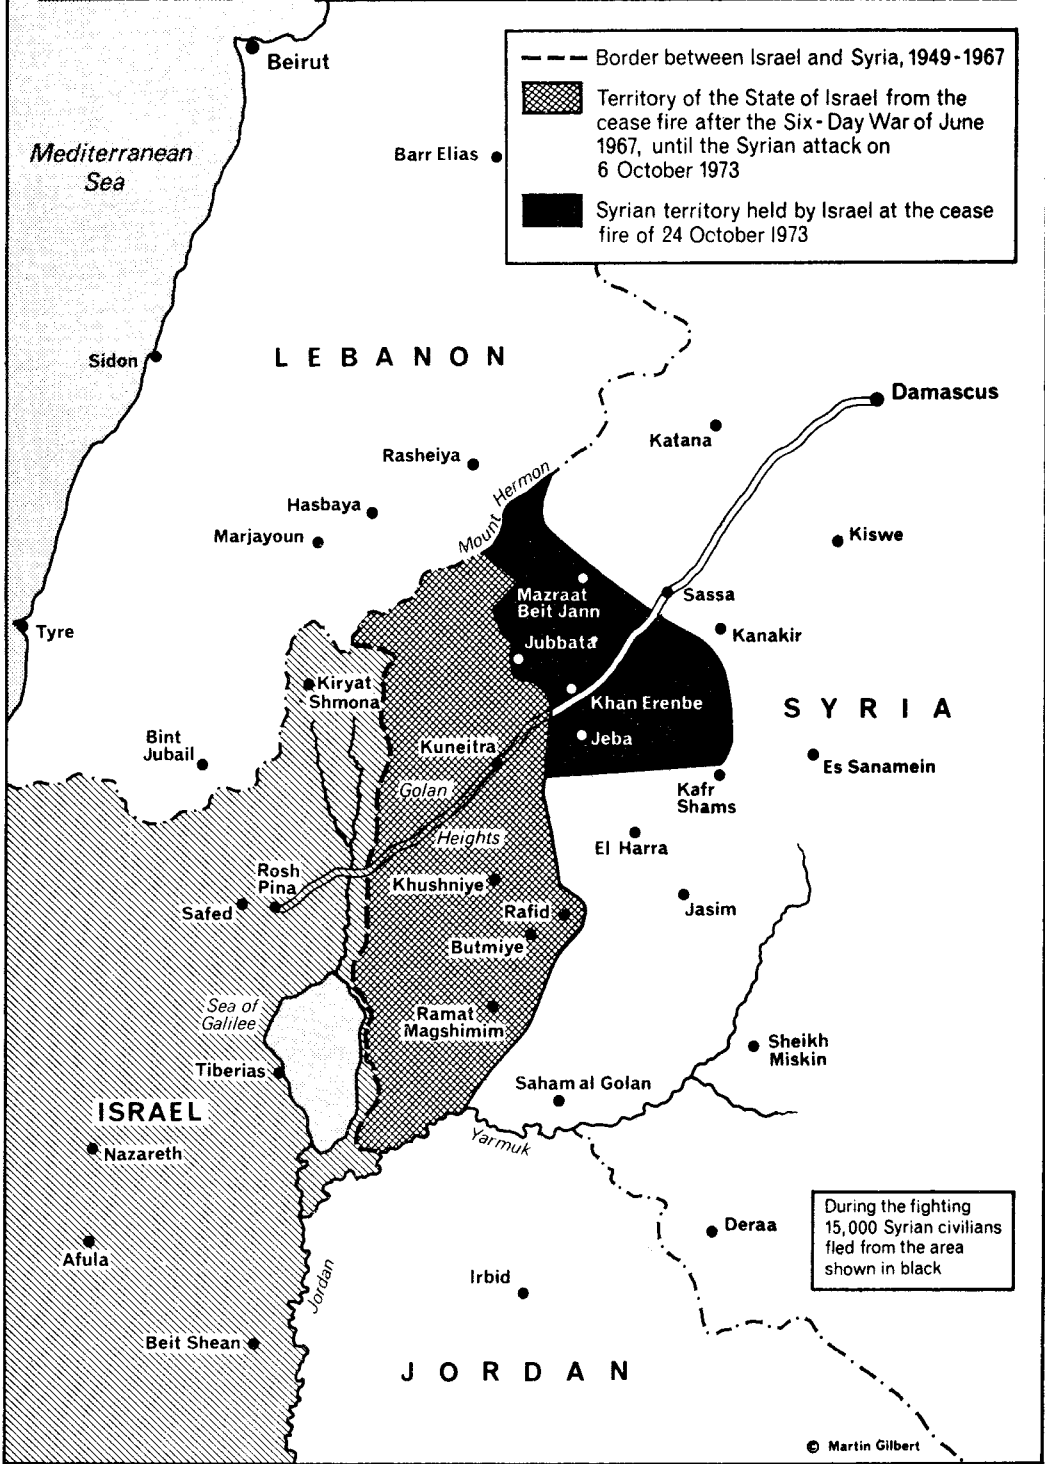 Beirut
Border between Israel and Syria, 1949-1967
Territory of the State of Israel from the
cease fire after the Six-Day War of June
1967, until the Syrian attack on
6 October 1973
Syrian territory held by Israel at the cease
fire of 24 October 1973
Mediterranean
Sea
Barr Elias
Sidon
LEBANON
Damascus
Katana
Rasheiya
Mount Hermon
Hasbaya
Marjayoun
Kiswe
Mazraat
Beit Jann
Sassa
Tyre
Kanakir
Jubbata
Kiryat
Shmona
Khan Erenbe
SYRIA
Bint
Jubail
Kuneitra
Jeba
Es Sanamein
Golan
Heights
Kafr
Shams
El Harra
Rosh
Pina
Khushniye
Safed
Rafid
Jasim
Butmiye
Sea of
Galilee
Ramat
Magshimim
Sheikh
Miskin
Tiberias
Saham al Golan
ISRAEL
Yarmuk
Nazareth
During the fighting
15,000 Syrian civilians
fled from the area
shown in black
Deraa
Afula
Jordan
Irbid
Beit Shean
JORDAN
© Martin Gilbert